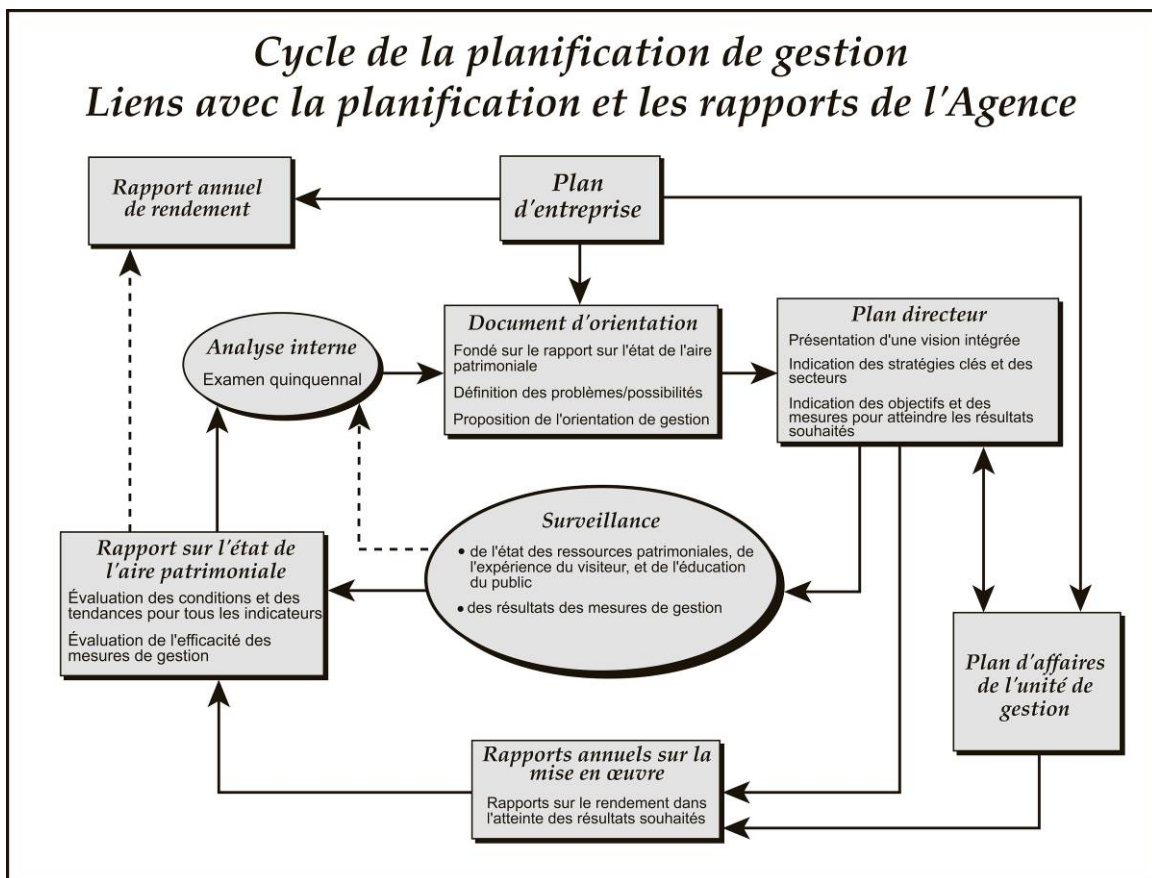 Cycle de la planification de gestion
Liens avec la planification et les rapports de l'Agence
Rapport annuel
de rendement
Plan
d'entreprise
Analyse interne
Examen quinquennal
Document d'orientation
Fondé sur le rapport sur l'état de l'aire
patrimoniale
Définition des problèmes/possibilités
Proposition de l'orientation de gestion
Plan directeur
Présentation d'une vision intégrée
Indication des stratégies clés et des
secteurs
Indication des objectifs et des
mesures pour atteindre les résultats
souhaités
Surveillance
• de l'état des ressources patrimoniales, de
l'expérience du visiteur, et de l'éducation
du public
• des résultats des mesures de gestion
Rapport sur l'état de
l'aire patrimoniale
Évaluation des conditions et des
tendances pour tous les indicateurs
Évaluation de l'efficacité des
mesures de gestion
Plan d'affaires
de l'unité de
gestion
Rapports annuels sur la
mise en œuvre
Rapports sur le rendement dans
l'atteinte des résultats souhaités